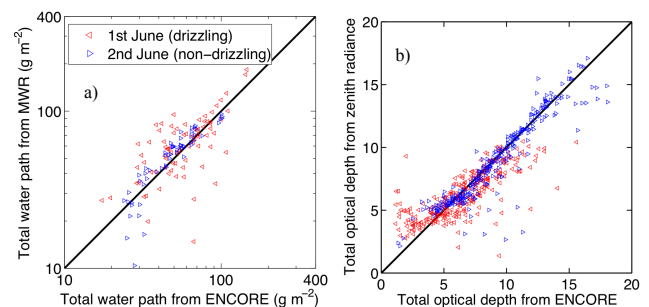 400
100
10
10
100
400
Total water path from MWR (g m⁻²)
Total water path from ENCORE (g m⁻²)
1st June (drizzling)
2nd June (non−drizzling)
a)
20
15
10
5
0
0
5
10
15
20
Total optical depth from zenith radiance
Total optical depth from ENCORE
b)